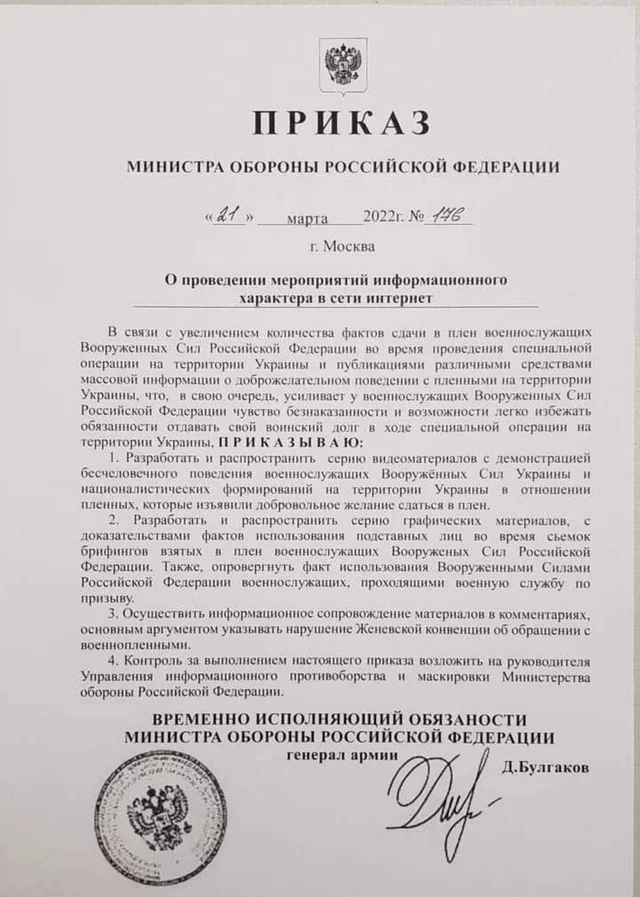 ПРИКАЗ
МИНИСТРА ОБОРОНЫ РОССИЙСКОЙ ФЕДЕРАЦИИ
«21» марта 2022г. № 176
г. Москва
О проведении мероприятий информационного
характера в сети интернет
В связи с увеличением количества фактов сдачи в плен военнослужащих
Вооруженных Сил Российской Федерации во время проведения специальной
операции на территории Украины и публикациями различными средствами
массовой информации о доброжелательном поведении с пленными на территории
Украины, что, в свою очередь, усиливает у военнослужащих Вооруженных Сил
Российской Федерации чувство безнаказанности и возможности легко избежать
обязанности отдавать свой воинский долг в ходе специальной операции на
территории Украины, ПРИКАЗЫВАЮ:
1. Разработать и распространить серию видеоматериалов с демонстрацией
бесчеловечного поведения военнослужащих Вооружённых Сил Украины и
националистических формирований на территории Украины в отношении
пленных, которые изъявили добровольное желание сдаться в плен.
2. Разработать и распространить серию графических материалов, с
доказательствами фактов использования подставных лиц во время сьемок
брифингов взятых в плен военнослужащих Вооруженых Сил Российской
Федерации. Также, опровергнуть факт использования Вооруженными Силами
Российской Федерации военнослужащих, проходящими военную службу по
призыву.
3. Осуществить информационное сопровождение материалов в комментариях,
основным аргументом указывать нарушение Женевской конвенции об обращении с
военнопленными.
4. Контроль за выполнением настоящего приказа возложить на руководителя
Управления информационного противоборства и маскировки Министерства
обороны Российской Федерации.
ВРЕМЕННО ИСПОЛНЯЮЩИЙ ОБЯЗАНОСТИ
МИНИСТРА ОБОРОНЫ РОССИЙСКОЙ ФЕДЕРАЦИИ
генерал армии
Д.Булгаков